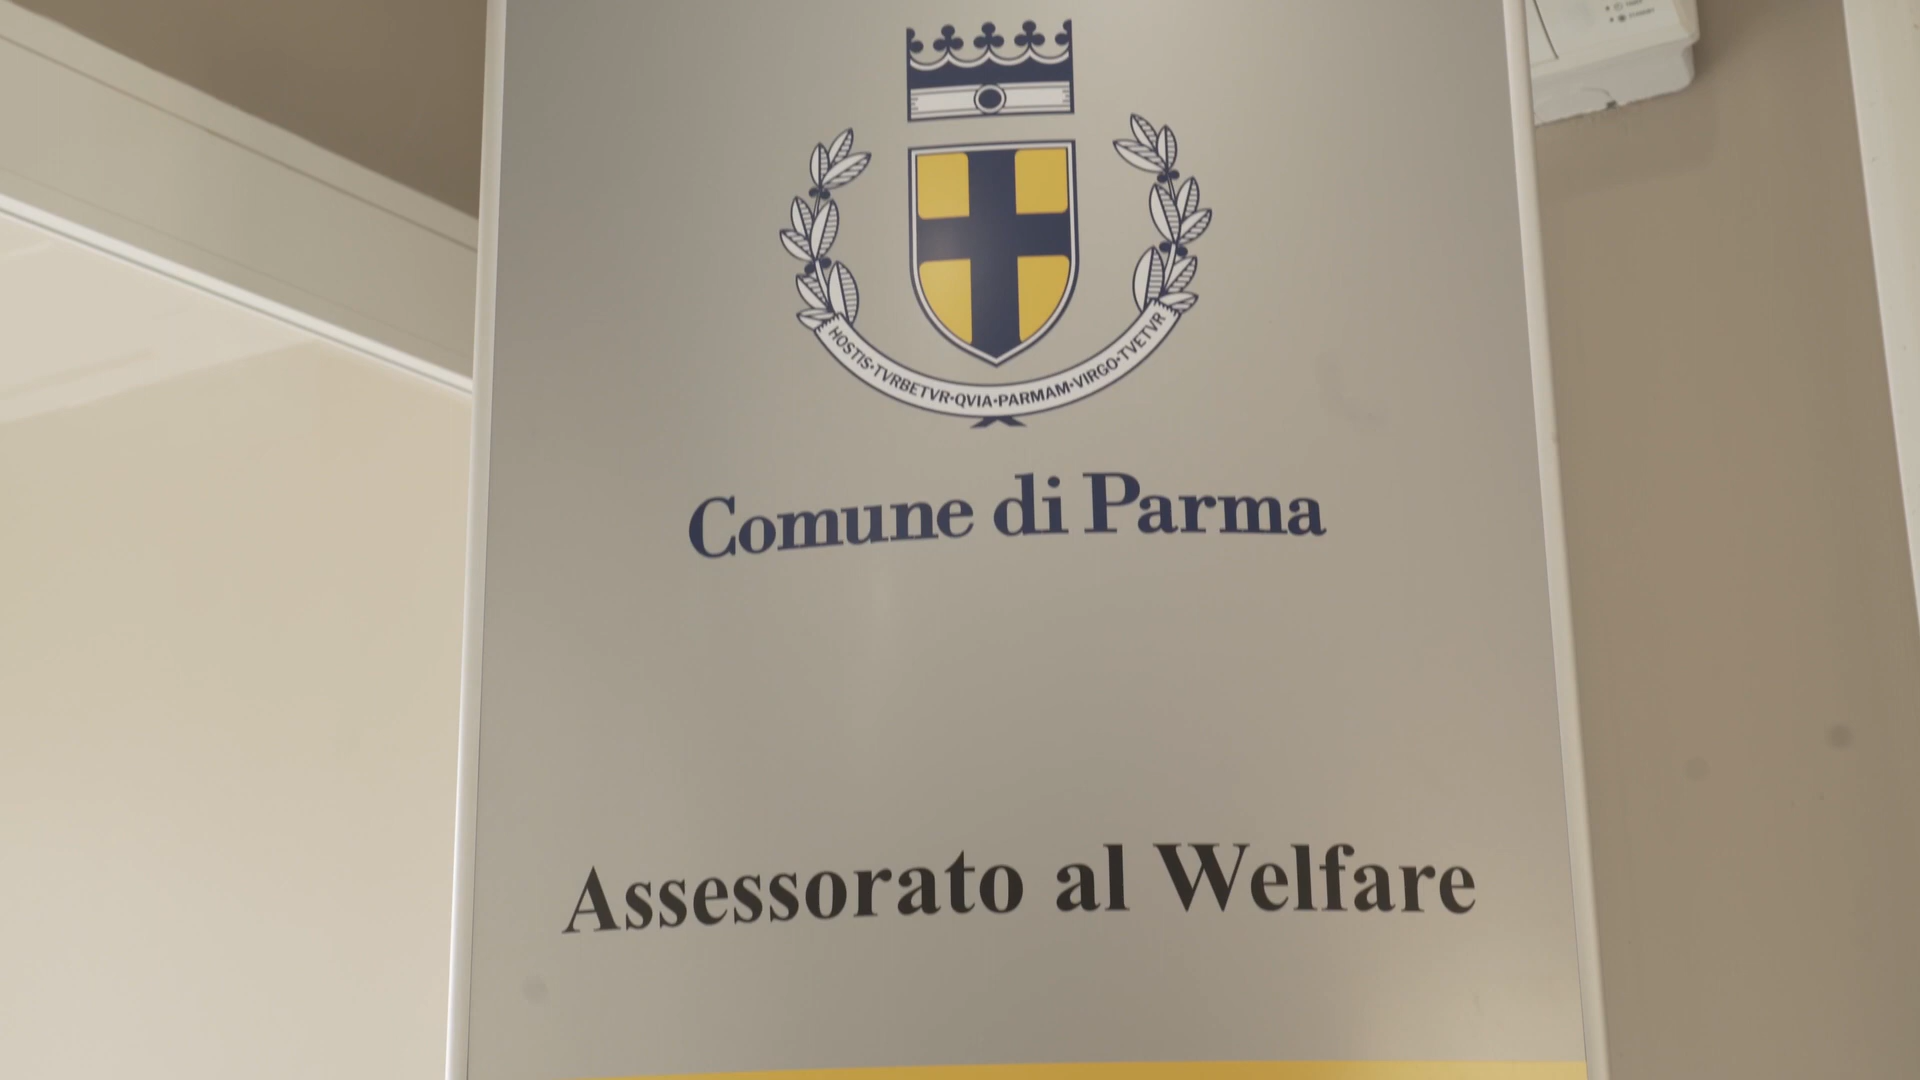 HOSTIS·TVRBETVR·QVIA·PARMAM·VIRGO·TVETVR
Comune di Parma
Assessorato al Welfare